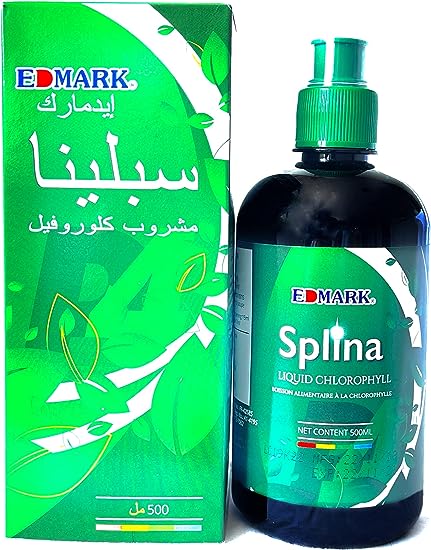 EDMARK®
إيدمارك
سبلينا
مشروب كلوروفيل
500 مل
EDMARK®
Splina
LIQUID CHLOROPHYLL
BOISSON ALIMENTAIRE À LA CHLOROPHYLLE
NET CONTENT 500ML